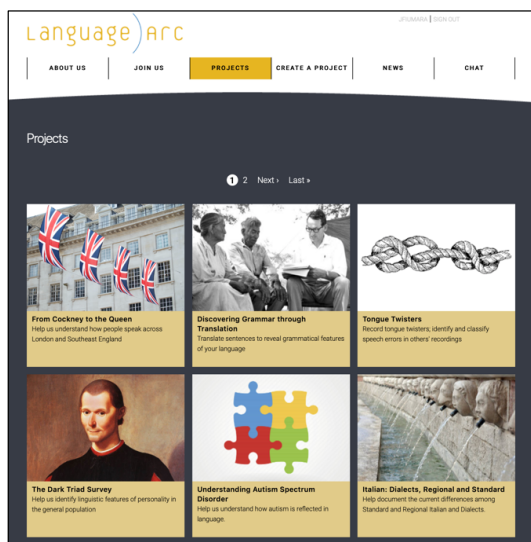 Language Arc
JFIUMARA | SIGN OUT
ABOUT US
JOIN US
PROJECTS
CREATE A PROJECT
NEWS
CHAT
Projects
1 2 Next › Last »
From Cockney to the Queen
Help us understand how people speak across
London and Southeast England
Discovering Grammar through
Translation
Translate sentences to reveal grammatical features
of your language
Tongue Twisters
Record tongue twisters; identify and classify
speech errors in others' recordings
The Dark Triad Survey
Help us identify linguistic features of personality in
the general population
Understanding Autism Spectrum
Disorder
Help us understand how autism is reflected in
language.
Italian: Dialects, Regional and Standard
Help document the current differences among
Standard and Regional Italian and Dialects.